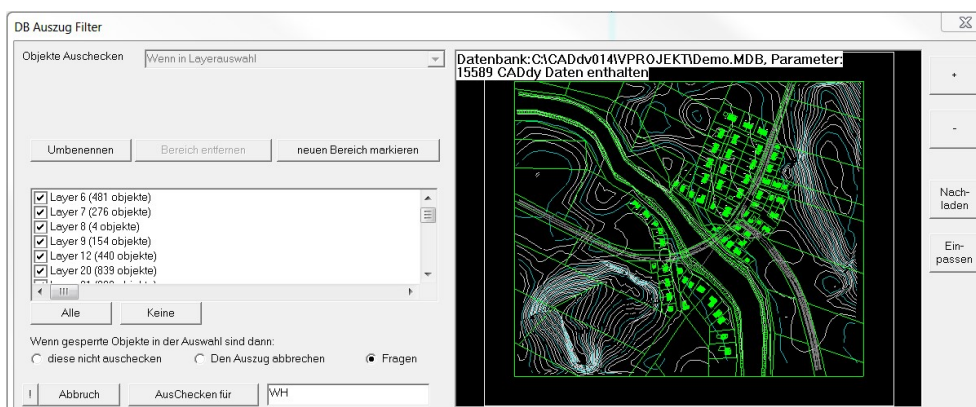 DB Auszug Filter
Objekte Auschecken
Wenn in Layerauswahl
Umbenennen
Bereich entfernen
neuen Bereich markieren
Layer 6 (481 objekte)
Layer 7 (276 objekte)
Layer 8 (4 objekte)
Layer 9 (154 objekte)
Layer 12 (440 objekte)
Layer 20 (839 objekte)
Alle
Keine
Wenn gesperrte Objekte in der Auswahl sind dann:
diese nicht auschecken
Den Auszug abbrechen
Fragen
!
Abbruch
AusChecken für
WH
Datenbank:C:\CADdv014\VPROJEKT\Demo.MDB, Parameter:
15589 CADdy Daten enthalten
+
-
Nach-
laden
Ein-
passen